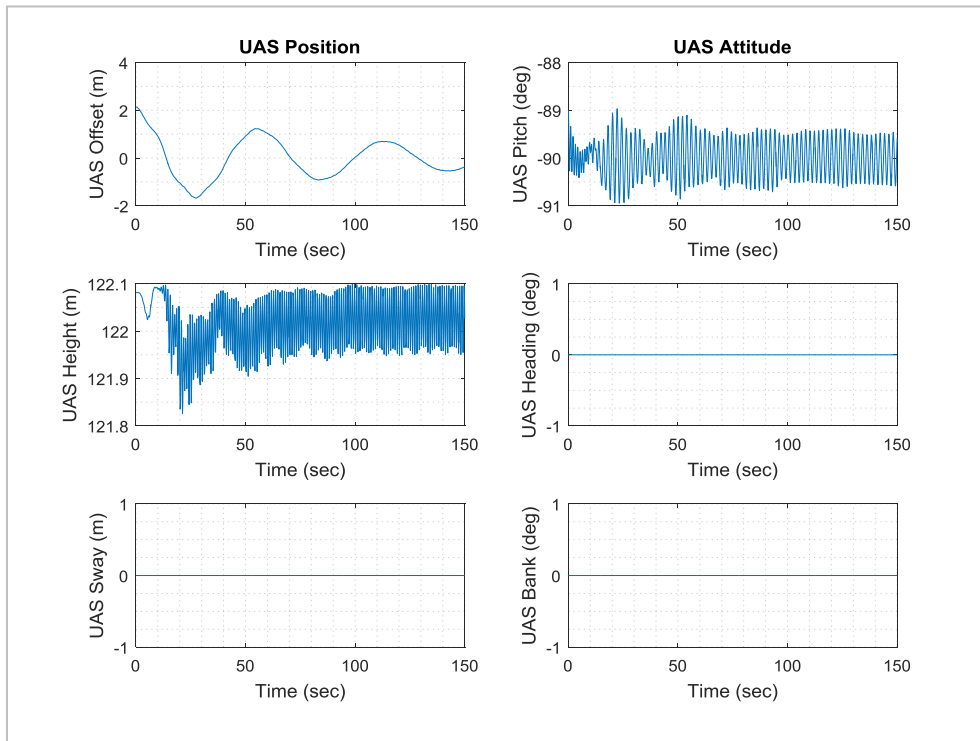 UAS Position
UAS Offset (m)
4
2
0
-2
0 50 100 150
Time (sec)
UAS Attitude
UAS Pitch (deg)
-88
-89
-90
-91
0 50 100 150
Time (sec)
UAS Height (m)
122.1
122
121.9
121.8
0 50 100 150
Time (sec)
UAS Heading (deg)
1
0
-1
0 50 100 150
Time (sec)
UAS Sway (m)
1
0
-1
0 50 100 150
Time (sec)
UAS Bank (deg)
1
0
-1
0 50 100 150
Time (sec)